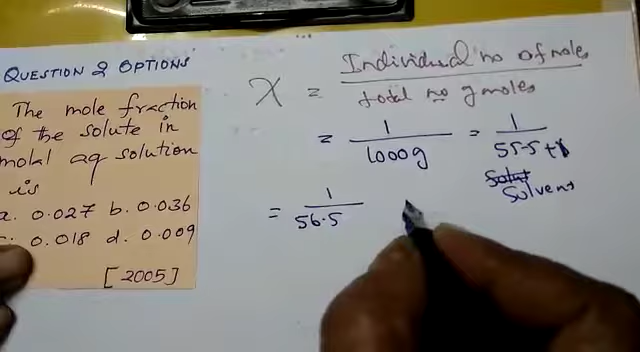 QUESTION 2 OPTIONS
The mole fraction
of the solute in
molal aq solution
is
a. 0.027 b. 0.036
0.018 d. 0.009
[2005]
X = Individual no of moles / total no of moles
= 1 / 1000g = 1 / 55.5+1
Solvent
= 1 / 56.5